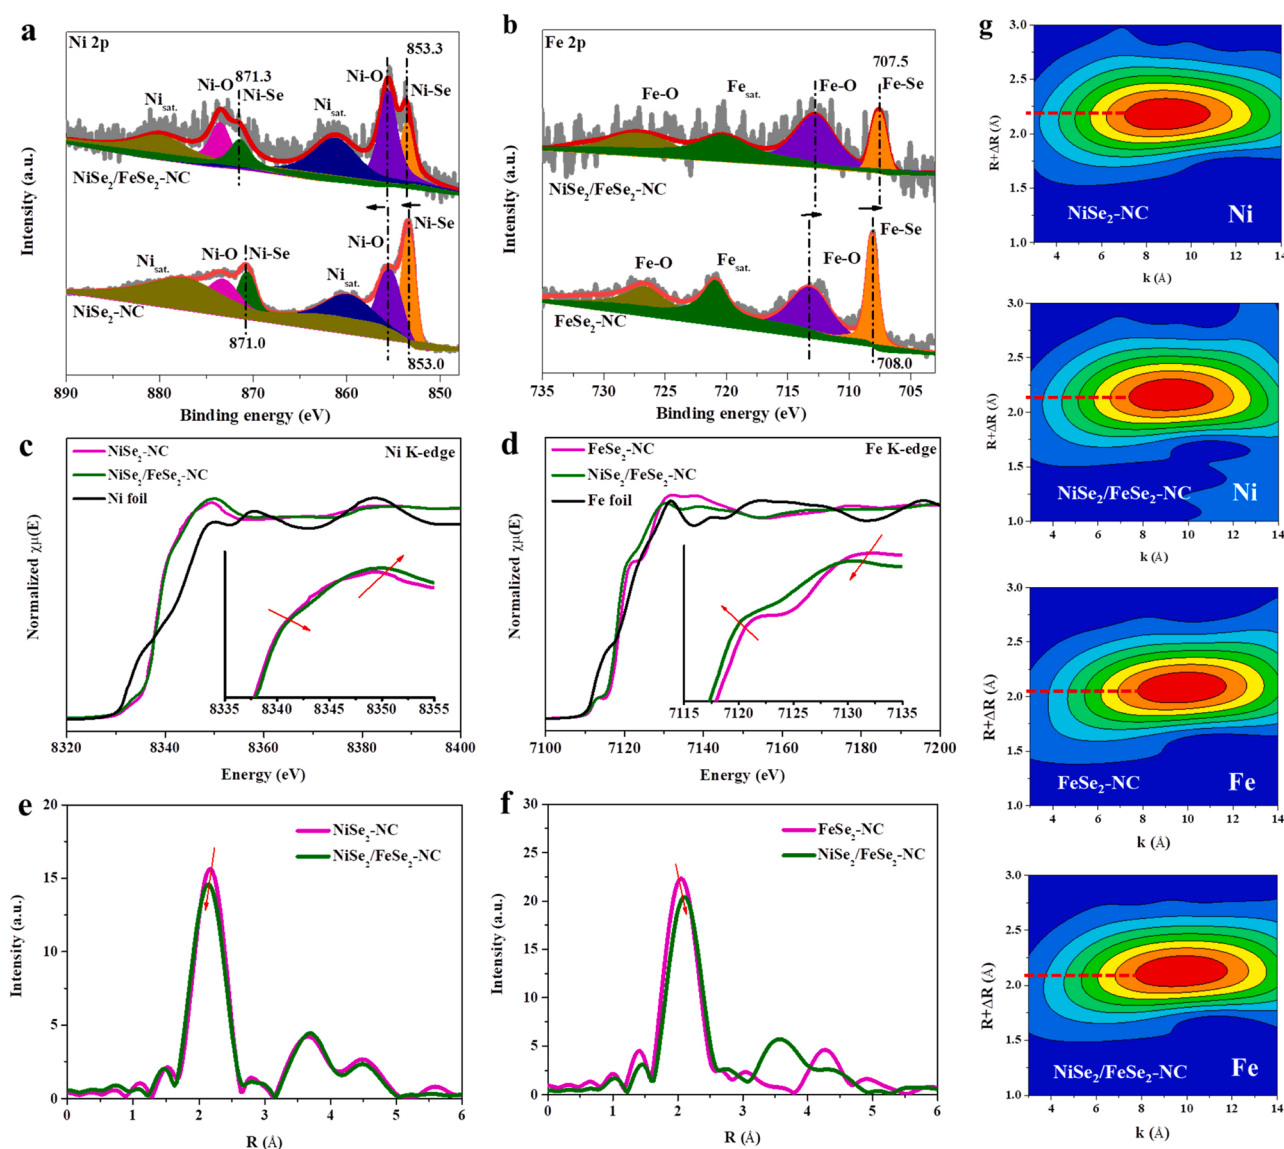 a
Ni 2p
853.3
Ni-O
871.3
Ni-Se
Ni-O
Ni-Se
Ni sat.
Ni sat.
NiSe2/FeSe2-NC
Ni-Se
Ni-O
Ni-Se
Ni-O
Ni sat.
Ni sat.
NiSe2-NC
871.0
853.0
Intensity (a.u.)
890 880 870 860 850
Binding energy (eV)
b
Fe 2p
707.5
Fe-O
Fe sat.
Fe-O
Fe-Se
NiSe2/FeSe2-NC
Fe-O
Fe sat.
Fe-O
Fe-Se
FeSe2-NC
708.0
Intensity (a.u.)
735 730 725 720 715 710 705
Binding energy (eV)
c
NiSe2-NC
NiSe2/FeSe2-NC
Ni foil
Ni K-edge
Normalized χμ(E)
8335 8340 8345 8350 8355
8320 8340 8360 8380 8400
Energy (eV)
d
FeSe2-NC
NiSe2/FeSe2-NC
Fe foil
Fe K-edge
Normalized χμ(E)
7115 7120 7125 7130 7135
7100 7120 7140 7160 7180 7200
Energy (eV)
e
20
15
10
5
0
NiSe2-NC
NiSe2/FeSe2-NC
Intensity (a.u.)
0 1 2 3 4 5 6
R (Å)
f
30
25
20
15
10
5
0
FeSe2-NC
NiSe2/FeSe2-NC
Intensity (a.u.)
0 1 2 3 4 5 6
R (Å)
g
3.0
2.5
2.0
1.5
1.0
R+ΔR (Å)
NiSe2-NC
Ni
4 6 8 10 12 14
k (Å)
3.0
2.5
2.0
1.5
1.0
R+ΔR (Å)
NiSe2/FeSe2-NC
Ni
4 6 8 10 12 14
k (Å)
3.0
2.5
2.0
1.5
1.0
R+ΔR (Å)
FeSe2-NC
Fe
4 6 8 10 12 14
k (Å)
3.0
2.5
2.0
1.5
1.0
R+ΔR (Å)
NiSe2/FeSe2-NC
Fe
4 6 8 10 12 14
k (Å)